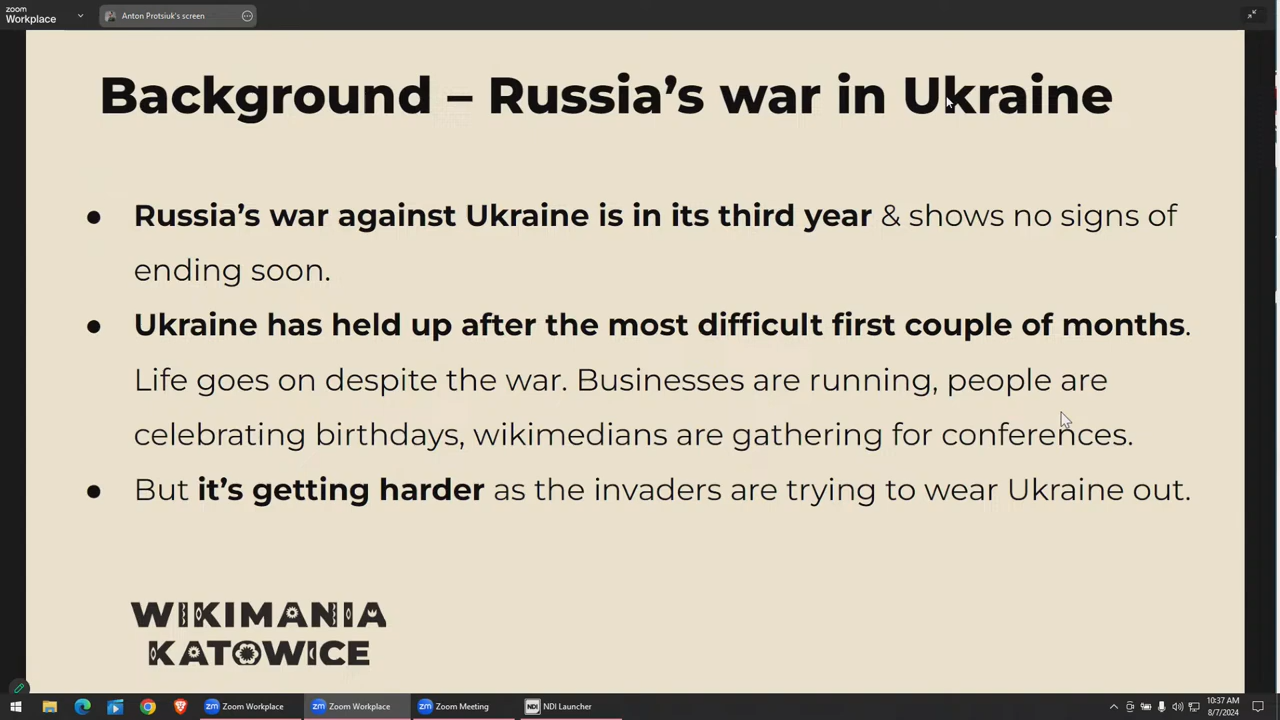 zoom
Workplace
Anton Protsiuk's screen
Background – Russia's war in Ukraine
● Russia's war against Ukraine is in its third year & shows no signs of
ending soon.
● Ukraine has held up after the most difficult first couple of months.
Life goes on despite the war. Businesses are running, people are
celebrating birthdays, wikimedians are gathering for conferences.
● But it's getting harder as the invaders are trying to wear Ukraine out.
WIKIMANIA
KATOWICE
zm Zoom Workplace
zm Zoom Workplace
zm Zoom Meeting
NDI NDI Launcher
10:37 AM
8/7/2024